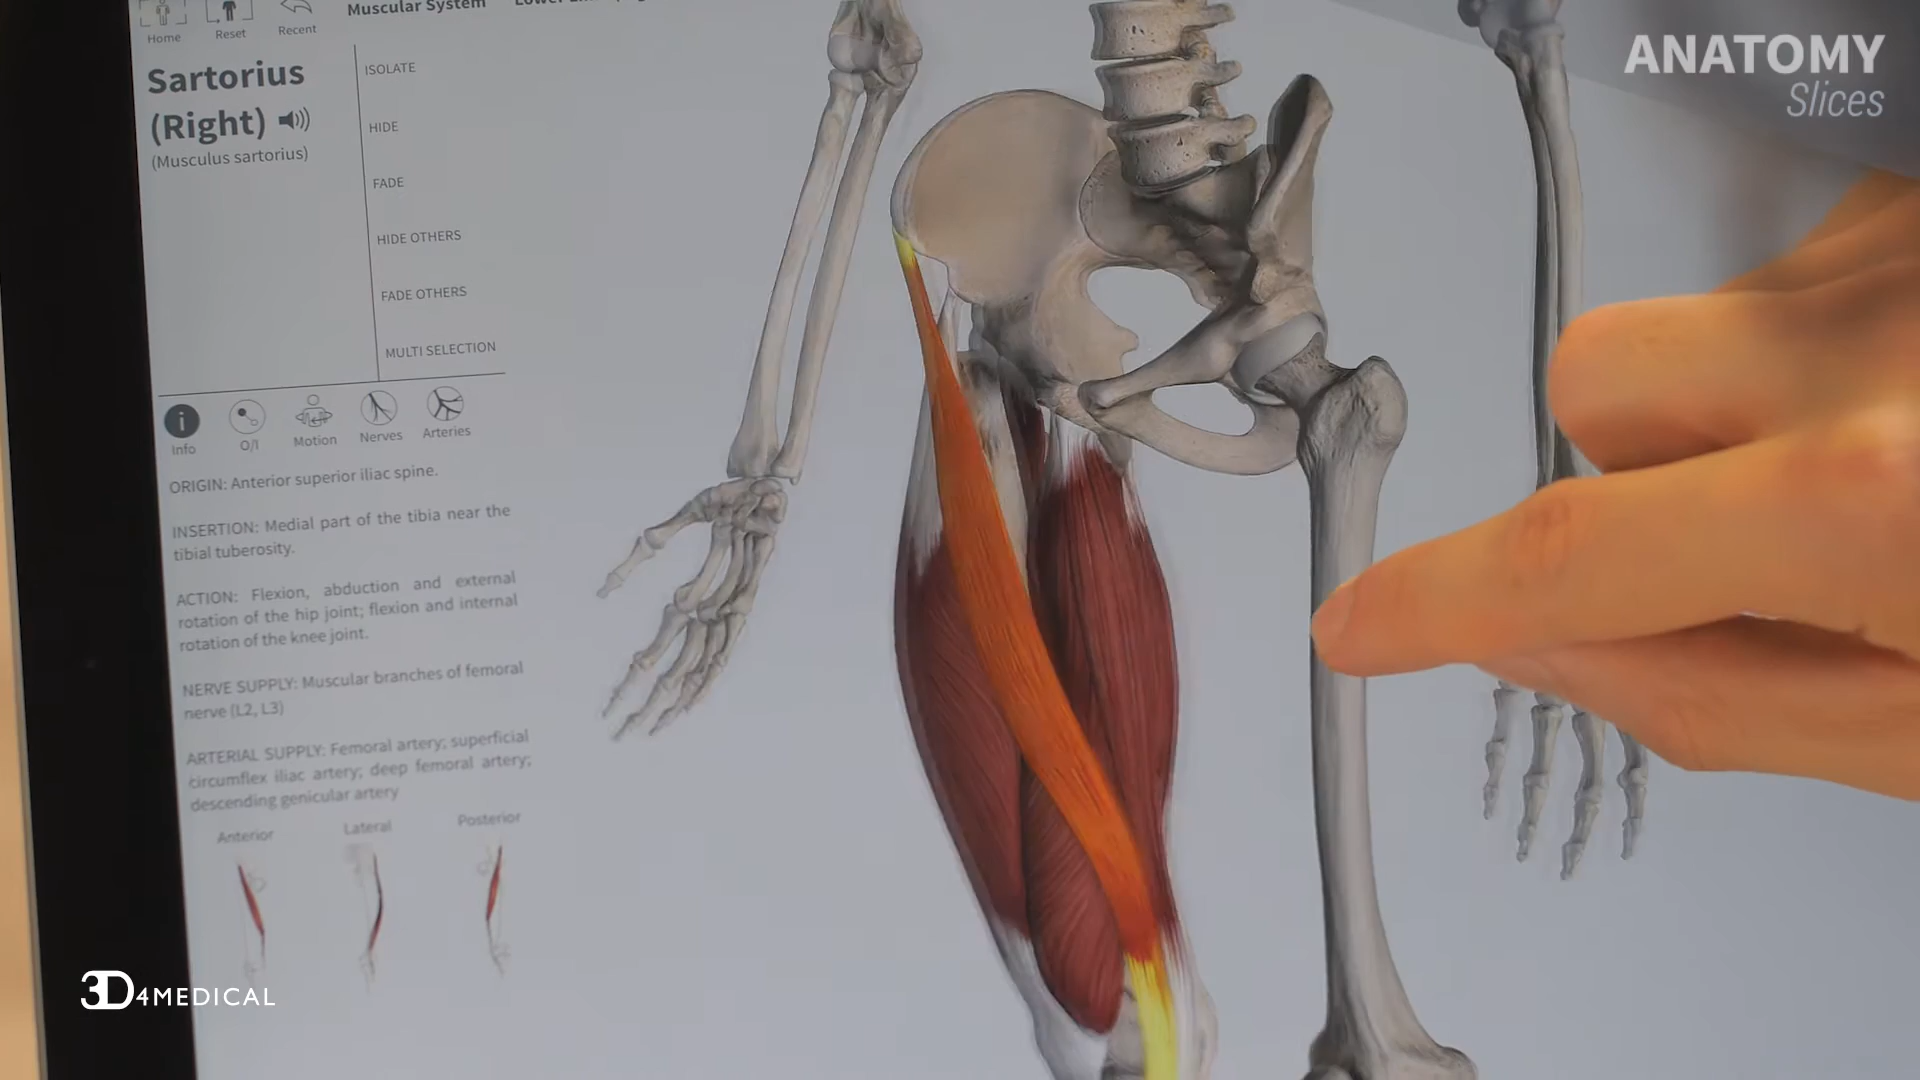 Muscular System
Home
Reset
Recent
ANATOMY
Slices
Sartorius
(Right)
(Musculus sartorius)
ISOLATE
HIDE
FADE
HIDE OTHERS
FADE OTHERS
MULTI SELECTION
Info
O/I
Motion
Nerves
Arteries
ORIGIN: Anterior superior iliac spine.
INSERTION: Medial part of the tibia near the
tibial tuberosity.
ACTION: Flexion, abduction and external
rotation of the hip joint; flexion and internal
rotation of the knee joint.
NERVE SUPPLY: Muscular branches of femoral
nerve (L2, L3)
ARTERIAL SUPPLY: Femoral artery; superficial
circumflex iliac artery; deep femoral artery;
descending genicular artery
Anterior
Lateral
Posterior
3D4MEDICAL